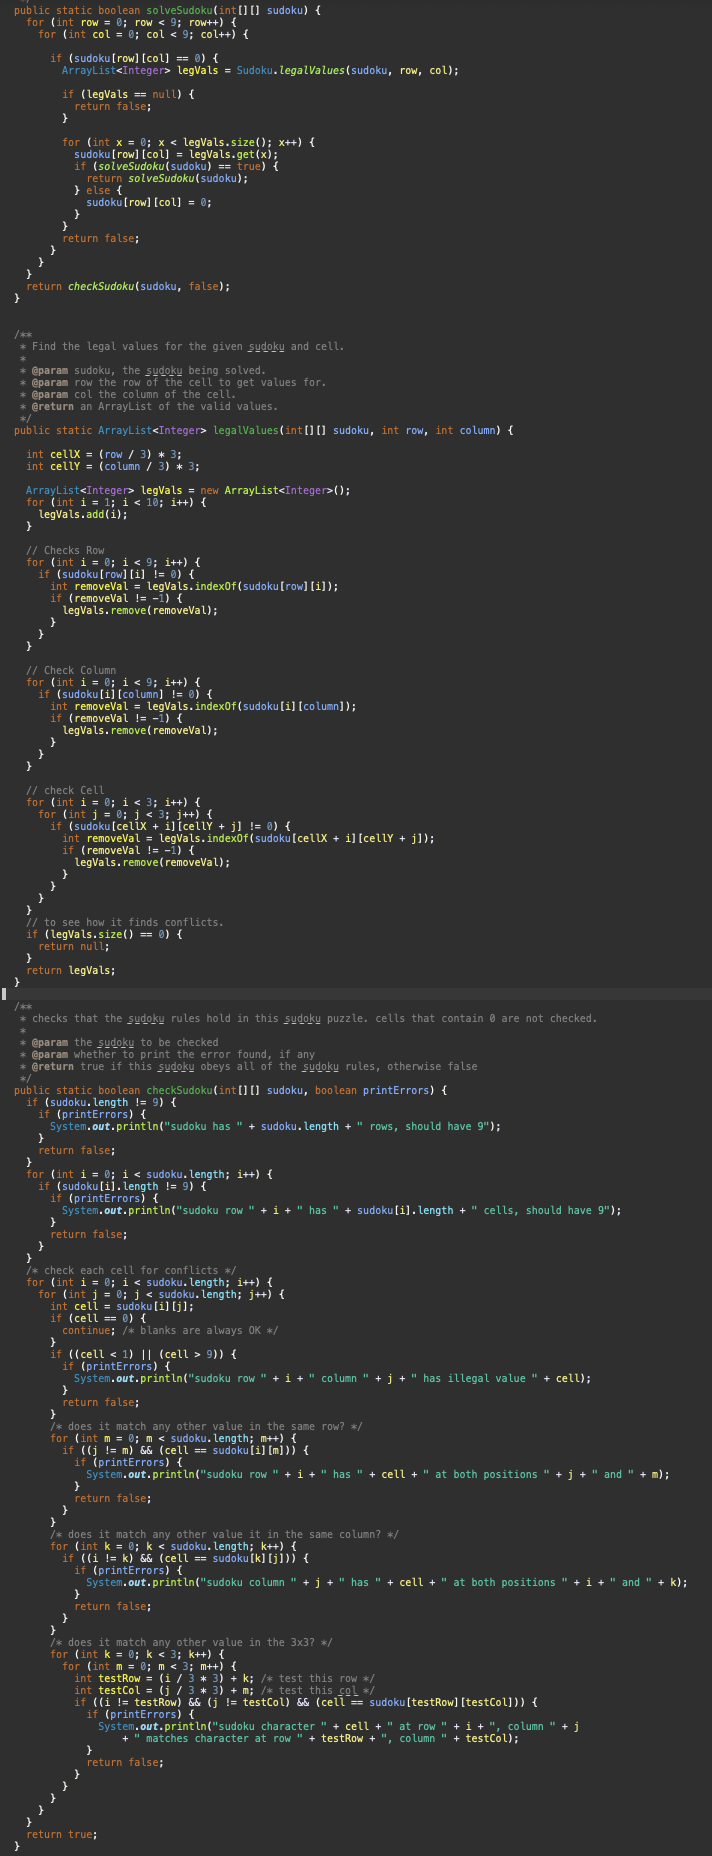 public static boolean solveSudoku(int[][] sudoku) {
  for (int row = 0; row < 9; row++) {
    for (int col = 0; col < 9; col++) {

      if (sudoku[row][col] == 0) {
        ArrayList<Integer> legVals = Sudoku.legalValues(sudoku, row, col);

        if (legVals == null) {
          return false;
        }

        for (int x = 0; x < legVals.size(); x++) {
          sudoku[row][col] = legVals.get(x);
          if (solveSudoku(sudoku) == true) {
            return solveSudoku(sudoku);
          } else {
            sudoku[row][col] = 0;
          }
        }
        return false;
      }
    }
  }
  return checkSudoku(sudoku, false);
}

/**
 * Find the legal values for the given sudoku and cell.
 *
 * @param sudoku, the sudoku being solved.
 * @param row the row of the cell to get values for.
 * @param col the column of the cell.
 * @return an ArrayList of the valid values.
 */
public static ArrayList<Integer> legalValues(int[][] sudoku, int row, int column) {

  int cellX = (row / 3) * 3;
  int cellY = (column / 3) * 3;

  ArrayList<Integer> legVals = new ArrayList<Integer>();
  for (int i = 1; i < 10; i++) {
    legVals.add(i);
  }

  // Checks Row
  for (int i = 0; i < 9; i++) {
    if (sudoku[row][i] != 0) {
      int removeVal = legVals.indexOf(sudoku[row][i]);
      if (removeVal != -1) {
        legVals.remove(removeVal);
      }
    }
  }

  // Check Column
  for (int i = 0; i < 9; i++) {
    if (sudoku[i][column] != 0) {
      int removeVal = legVals.indexOf(sudoku[i][column]);
      if (removeVal != -1) {
        legVals.remove(removeVal);
      }
    }
  }

  // check Cell
  for (int i = 0; i < 3; i++) {
    for (int j = 0; j < 3; j++) {
      if (sudoku[cellX + i][cellY + j] != 0) {
        int removeVal = legVals.indexOf(sudoku[cellX + i][cellY + j]);
        if (removeVal != -1) {
          legVals.remove(removeVal);
        }
      }
    }
  }
  // to see how it finds conflicts.
  if (legVals.size() == 0) {
    return null;
  }
  return legVals;
}

/**
 * checks that the sudoku rules hold in this sudoku puzzle. cells that contain 0 are not checked.
 *
 * @param the sudoku to be checked
 * @param whether to print the error found, if any
 * @return true if this sudoku obeys all of the sudoku rules, otherwise false
 */
public static boolean checkSudoku(int[][] sudoku, boolean printErrors) {
  if (sudoku.length != 9) {
    if (printErrors) {
      System.out.println("sudoku has " + sudoku.length + " rows, should have 9");
    }
    return false;
  }
  for (int i = 0; i < sudoku.length; i++) {
    if (sudoku[i].length != 9) {
      if (printErrors) {
        System.out.println("sudoku row " + i + " has " + sudoku[i].length + " cells, should have 9");
      }
      return false;
    }
  }
  /* check each cell for conflicts */
  for (int i = 0; i < sudoku.length; i++) {
    for (int j = 0; j < sudoku.length; j++) {
      int cell = sudoku[i][j];
      if (cell == 0) {
        continue; /* blanks are always OK */
      }
      if ((cell < 1) || (cell > 9)) {
        if (printErrors) {
          System.out.println("sudoku row " + i + " column " + j + " has illegal value " + cell);
        }
        return false;
      }
      /* does it match any other value in the same row? */
      for (int m = 0; m < sudoku.length; m++) {
        if ((j != m) && (cell == sudoku[i][m])) {
          if (printErrors) {
            System.out.println("sudoku row " + i + " has " + cell + " at both positions " + j + " and " + m);
          }
          return false;
        }
      }
      /* does it match any other value it in the same column? */
      for (int k = 0; k < sudoku.length; k++) {
        if ((i != k) && (cell == sudoku[k][j])) {
          if (printErrors) {
            System.out.println("sudoku column " + j + " has " + cell + " at both positions " + i + " and " + k);
          }
          return false;
        }
      }
      /* does it match any other value in the 3x3? */
      for (int k = 0; k < 3; k++) {
        for (int m = 0; m < 3; m++) {
          int testRow = (i / 3 * 3) + k; /* test this row */
          int testCol = (j / 3 * 3) + m; /* test this col */
          if ((i != testRow) && (j != testCol) && (cell == sudoku[testRow][testCol])) {
            if (printErrors) {
              System.out.println("sudoku character " + cell + " at row " + i + ", column " + j
                  + " matches character at row " + testRow + ", column " + testCol);
            }
            return false;
          }
        }
      }
    }
  }
  return true;
}